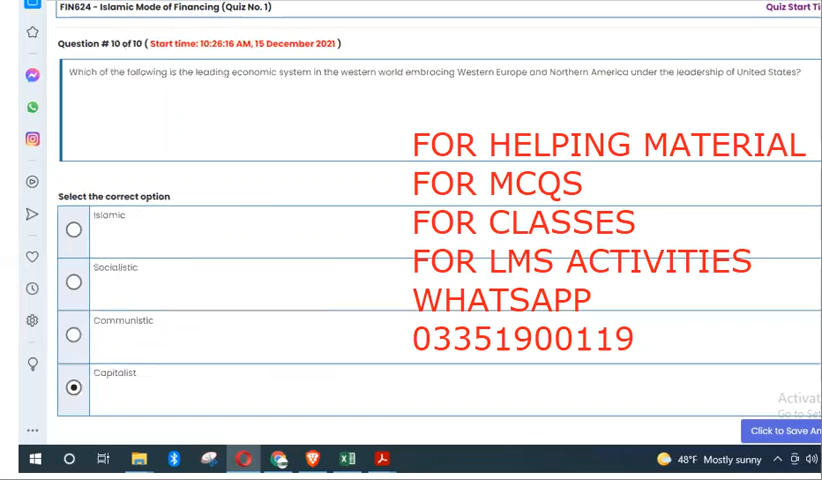 FIN624 - Islamic Mode of Financing (Quiz No. 1)
Quiz Start Ti
Question # 10 of 10 ( Start time: 10:26:16 AM, 15 December 2021 )
Which of the following is the leading economic system in the western world embracing Western Europe and Northern America under the leadership of United States?
FOR HELPING MATERIAL
FOR MCQS
FOR CLASSES
FOR LMS ACTIVITIES
WHATSAPP
03351900119
Select the correct option
Islamic
Socialistic
Communistic
Capitalist
Activat
Go to Set
Click to Save An
48°F Mostly sunny